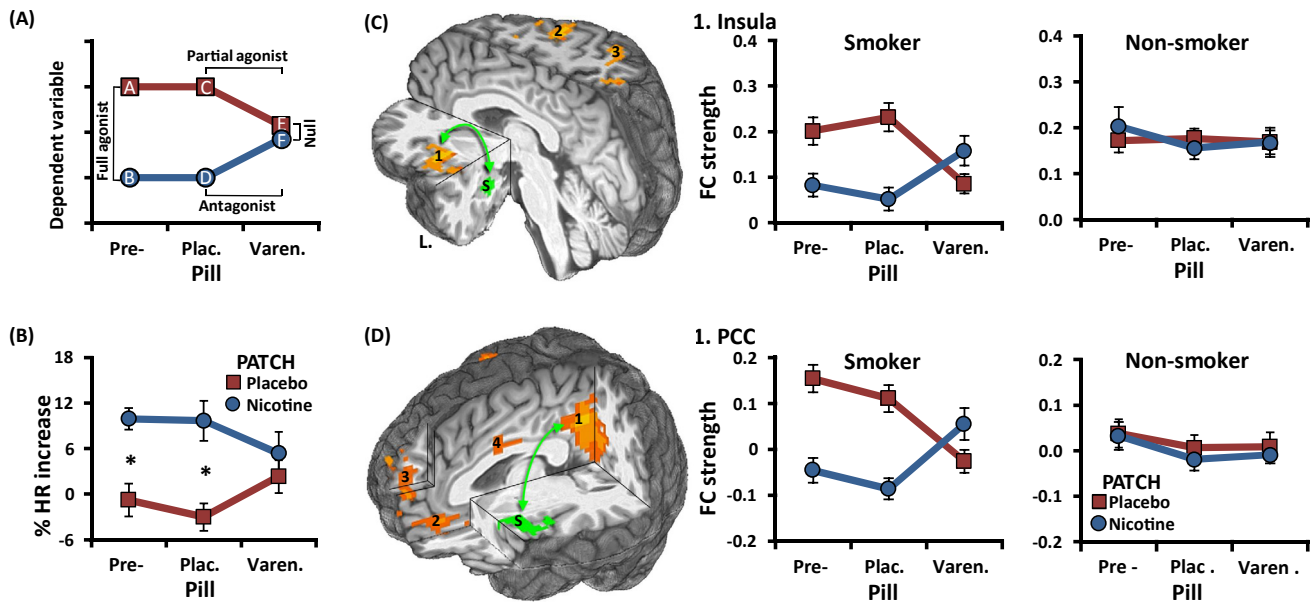 (A)
Dependent variable
Partial agonist
Full agonist
A
C
E
B
D
F
Null
Antagonist
Pre-
Plac.
Varen.
Pill
(B)
% HR increase
18
12
6
0
-6
PATCH
Placebo
Nicotine
*
*
Pre-
Plac.
Varen.
Pill
(C)
1
2
3
S
L.
1. Insula
Smoker
FC strength
0.4
0.3
0.2
0.1
0
Pre-
Plac.
Varen.
Pill
Non-smoker
0.4
0.3
0.2
0.1
0.0
Pre-
Plac.
Varen.
Pill
(D)
1
4
3
2
S
1. PCC
Smoker
FC strength
0.2
0.1
0.0
-0.1
-0.2
Pre-
Plac.
Varen.
Pill
Non-smoker
0.2
0.1
0.0
-0.1
-0.2
PATCH
Placebo
Nicotine
Pre -
Plac .
Varen .
Pill